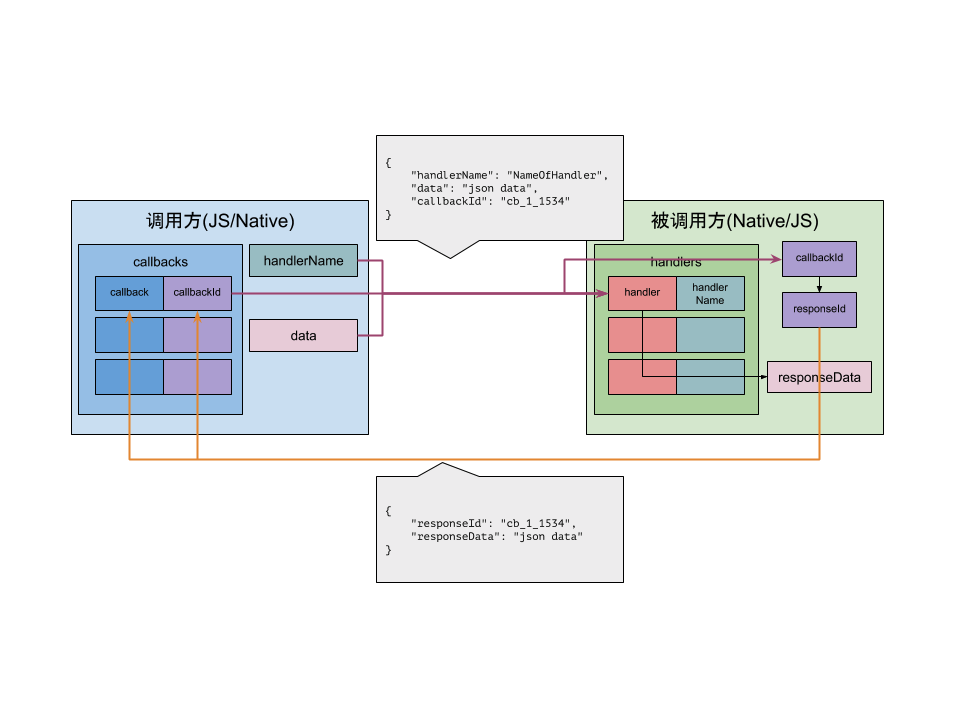 {
"handlerName": "NameOfHandler",
"data": "json data",
"callbackId": "cb_1_1534"
}
调用方(JS/Native)
callbacks
handlerName
callback
callbackId
data
被调用方(Native/JS)
handlers
callbackId
handler
handler
Name
responseId
responseData
{
"responseId": "cb_1_1534",
"responseData": "json data"
}